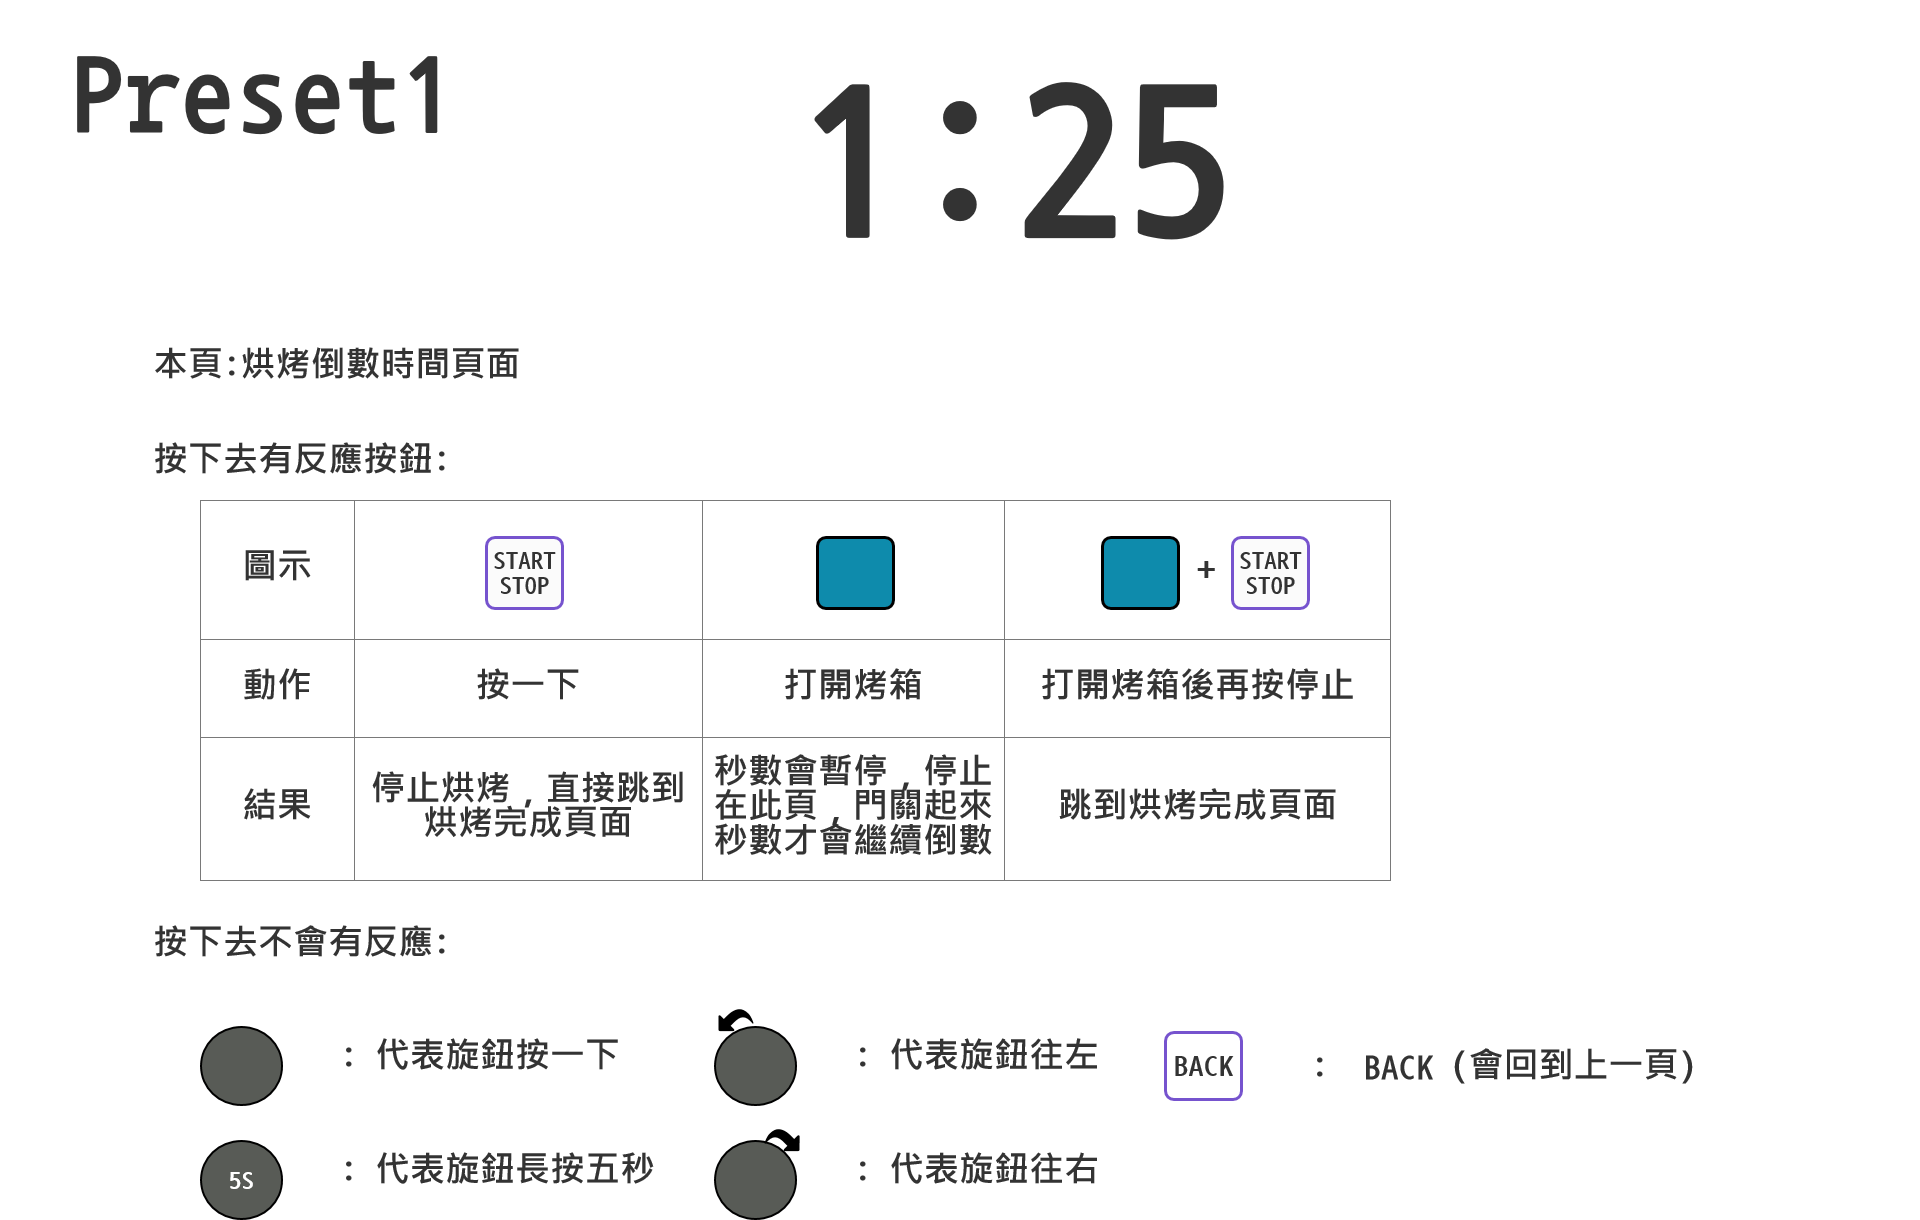 Preset1
1:25
本頁:烘烤倒數時間頁面
按下去有反應按鈕:
圖示
START
STOP
+
START
STOP
動作
按一下
打開烤箱
打開烤箱後再按停止
結果
停止烘烤,直接跳到
烘烤完成頁面
秒數會暫停,停止
在此頁,門關起來
秒數才會繼續倒數
跳到烘烤完成頁面
按下去不會有反應:
: 代表旋鈕按一下
: 代表旋鈕往左
BACK
: BACK (會回到上一頁)
5S
: 代表旋鈕長按五秒
: 代表旋鈕往右